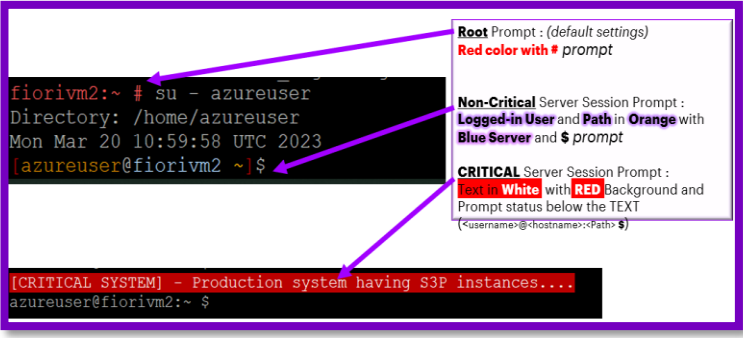 Root Prompt : (default settings)
Red color with # prompt
Non-Critical Server Session Prompt :
Logged-in User and Path in Orange with
Blue Server and $ prompt
CRITICAL Server Session Prompt :
Text in White with RED Background and
Prompt status below the TEXT
(<username>@<hostname>:<Path> $)
fiorivm2:~ # su - azureuser
Directory: /home/azureuser
Mon Mar 20 10:59:58 UTC 2023
[azureuser@fiorivm2 ~]$
[CRITICAL SYSTEM] - Production system having S3P instances....
azureuser@fiorivm2:~ $